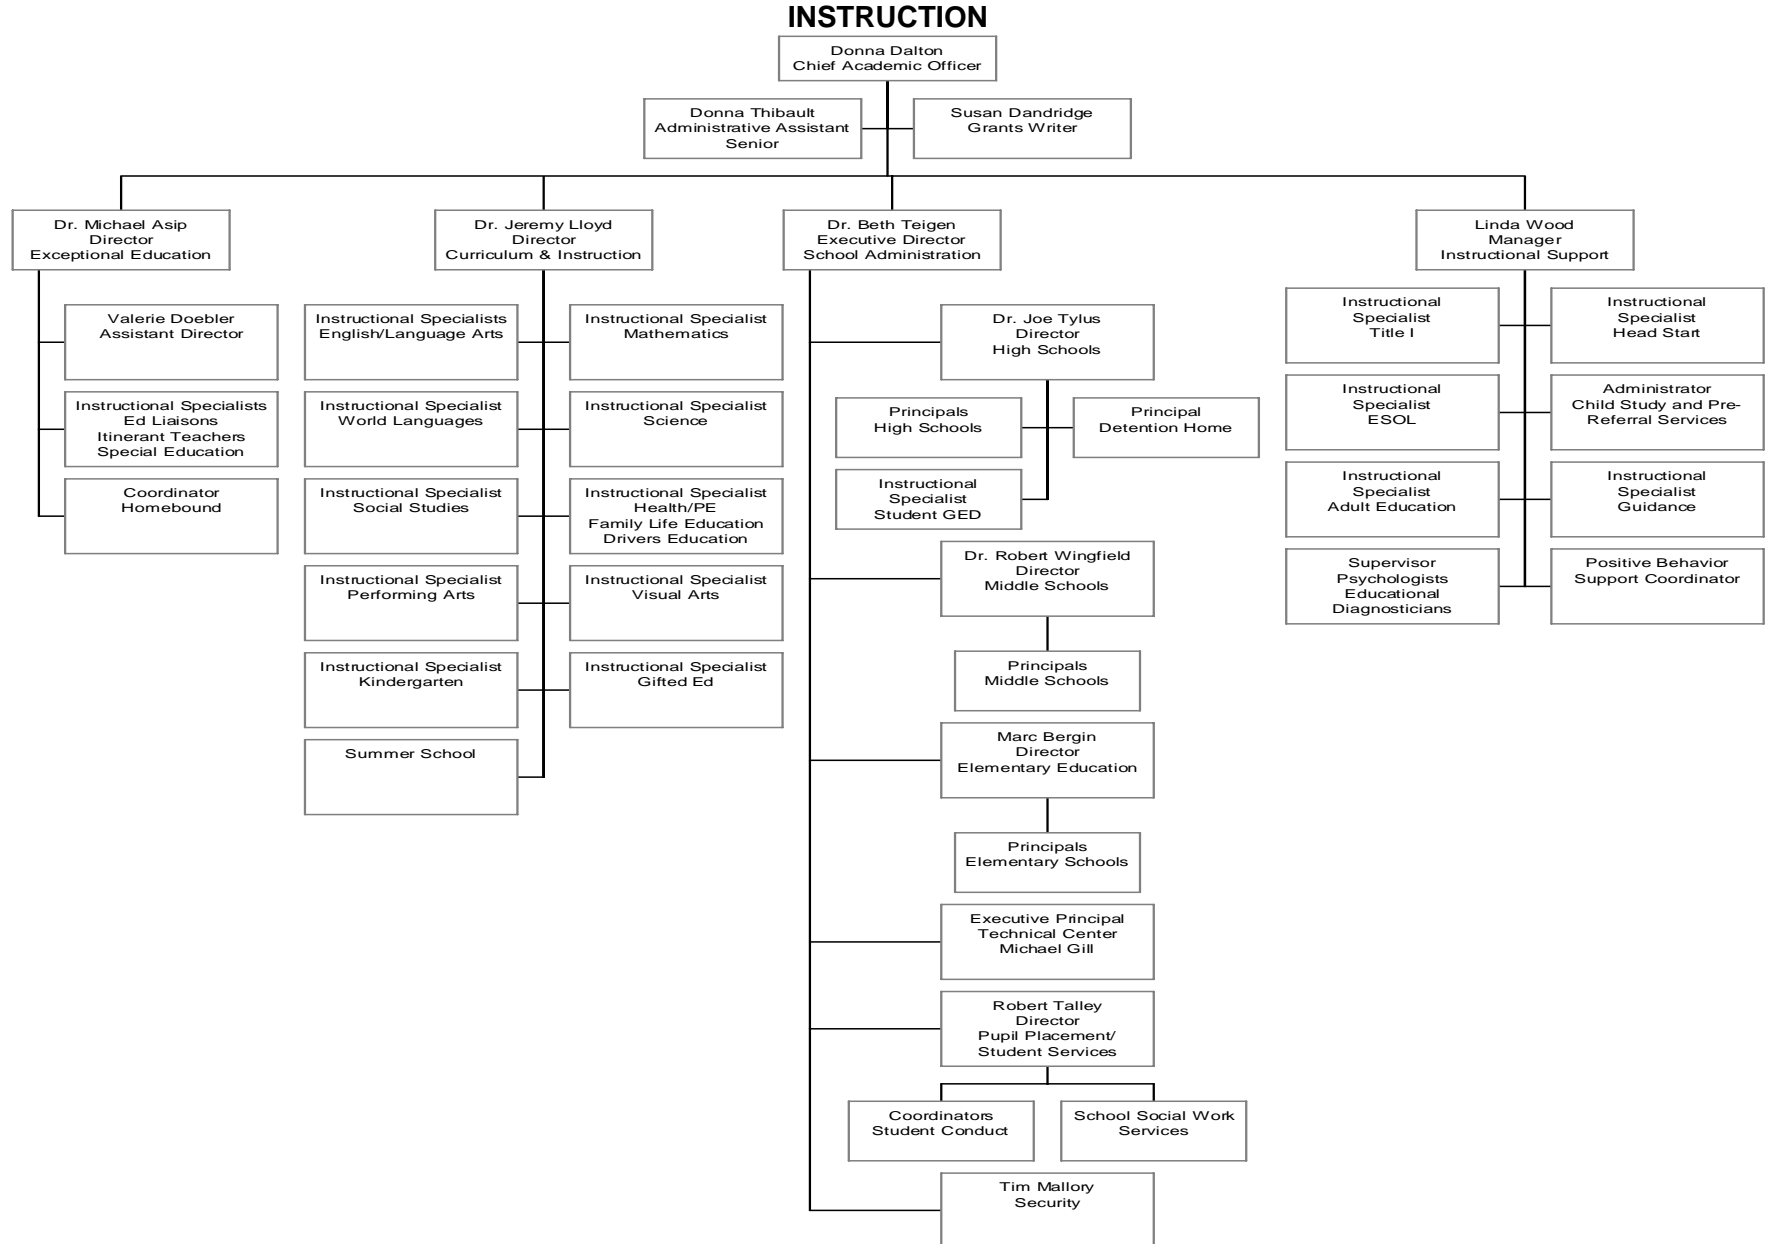 INSTRUCTION
Donna Dalton
Chief Academic Officer
Donna Thibault
Administrative Assistant
Senior
Susan Dandridge
Grants Writer
Dr. Michael Asip
Director
Exceptional Education
Dr. Jeremy Lloyd
Director
Curriculum & Instruction
Dr. Beth Teigen
Executive Director
School Administration
Linda Wood
Manager
Instructional Support
Valerie Doebler
Assistant Director
Instructional Specialists
Ed Liaisons
Itinerant Teachers
Special Education
Coordinator
Homebound
Instructional Specialists
English/Language Arts
Instructional Specialist
Mathematics
Instructional Specialist
World Languages
Instructional Specialist
Science
Instructional Specialist
Social Studies
Instructional Specialist
Health/PE
Family Life Education
Drivers Education
Instructional Specialist
Performing Arts
Instructional Specialist
Visual Arts
Instructional Specialist
Kindergarten
Instructional Specialist
Gifted Ed
Summer School
Dr. Joe Tylus
Director
High Schools
Principals
High Schools
Principal
Detention Home
Instructional
Specialist
Student GED
Dr. Robert Wingfield
Director
Middle Schools
Principals
Middle Schools
Marc Bergin
Director
Elementary Education
Principals
Elementary Schools
Executive Principal
Technical Center
Michael Gill
Robert Talley
Director
Pupil Placement/
Student Services
Coordinators
Student Conduct
School Social Work
Services
Tim Mallory
Security
Instructional
Specialist
Title I
Instructional
Specialist
Head Start
Instructional
Specialist
ESOL
Administrator
Child Study and Pre-
Referral Services
Instructional
Specialist
Adult Education
Instructional
Specialist
Guidance
Supervisor
Psychologists
Educational
Diagnosticians
Positive Behavior
Support Coordinator